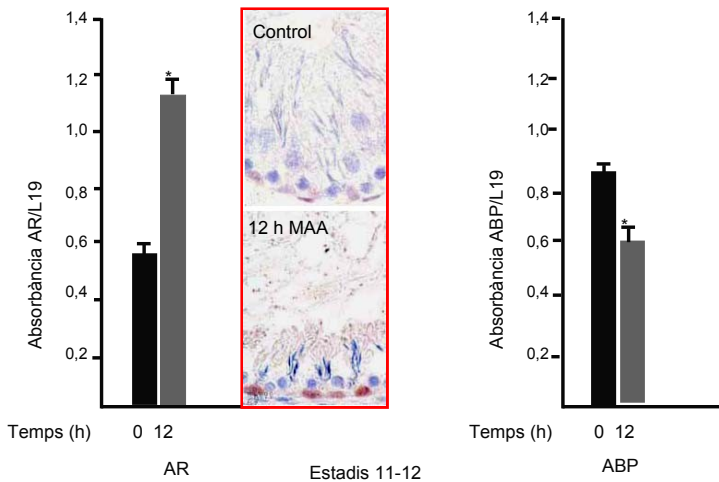 Absorbància AR/L19
1,4
1,2
1,0
0,8
0,6
0,4
0,2
*
Temps (h) 0 12
AR
Control
12 h MAA
Estadis 11-12
Absorbància ABP/L19
1,4
1,2
1,0
0,8
0,6
0,4
0,2
*
Temps (h) 0 12
ABP